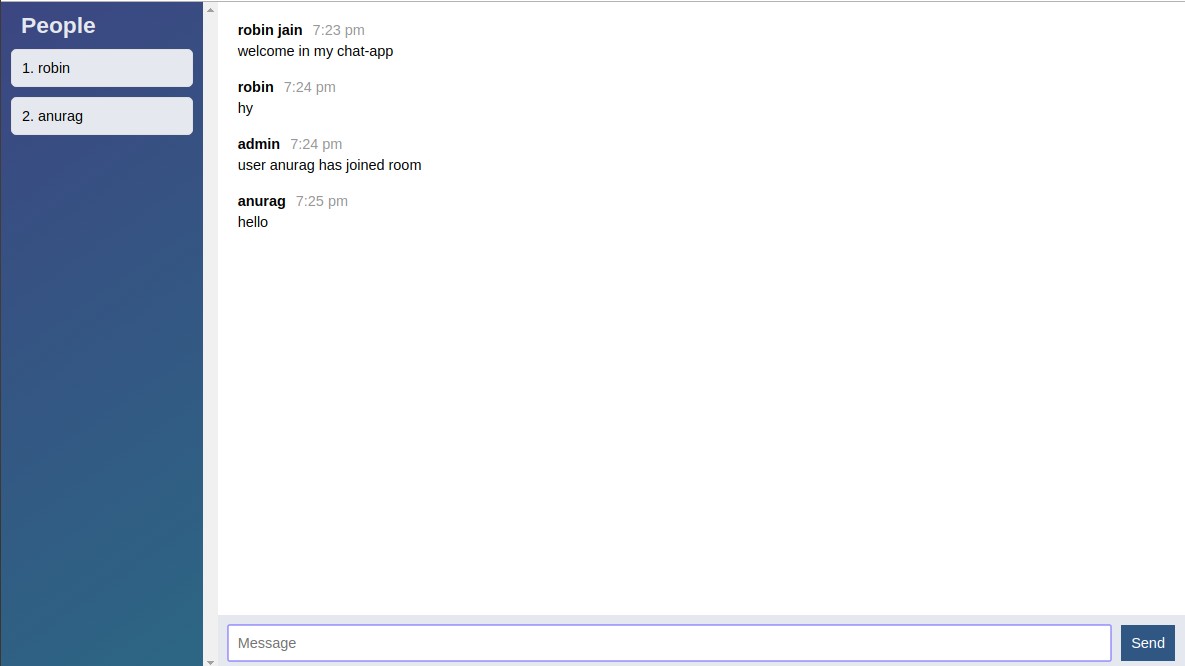 People
1. robin
2. anurag
robin jain 7:23 pm
welcome in my chat-app
robin 7:24 pm
hy
admin 7:24 pm
user anurag has joined room
anurag 7:25 pm
hello
Message
Send